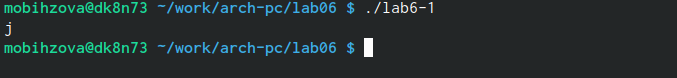 mobihzova@dk8n73 ~/work/arch-pc/lab06 $ ./lab6-1
j
mobihzova@dk8n73 ~/work/arch-pc/lab06 $